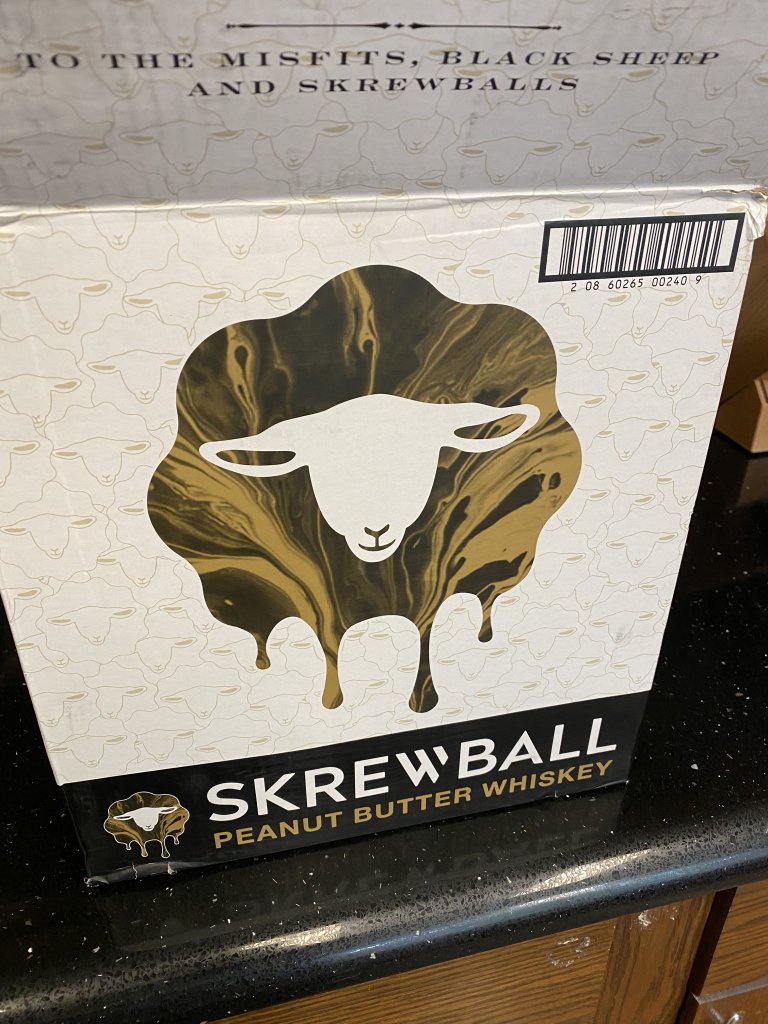 TO THE MISFITS, BLACK SHEEP
AND SKREWBALLS
2 08 60265 00240 9
SKREWBALL
PEANUT BUTTER WHISKEY